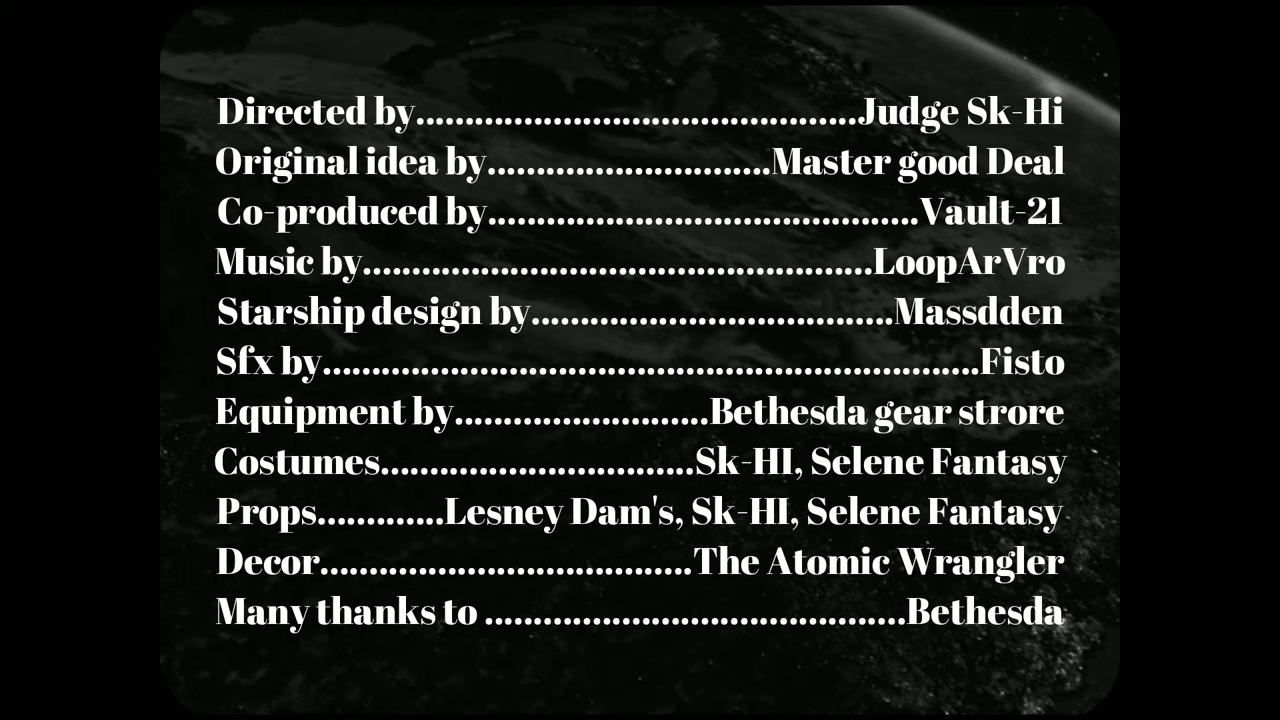 Directed by............................................Judge Sk-Hi
Original idea by............................Master good Deal
Co-produced by...........................................Vault-21
Music by...................................................LoopArVro
Starship design by....................................Massdden
Sfx by..................................................................Fisto
Equipment by.........................Bethesda gear strore
Costumes...............................Sk-HI, Selene Fantasy
Props.............Lesney Dam's, Sk-HI, Selene Fantasy
Decor.....................................The Atomic Wrangler
Many thanks to ..........................................Bethesda